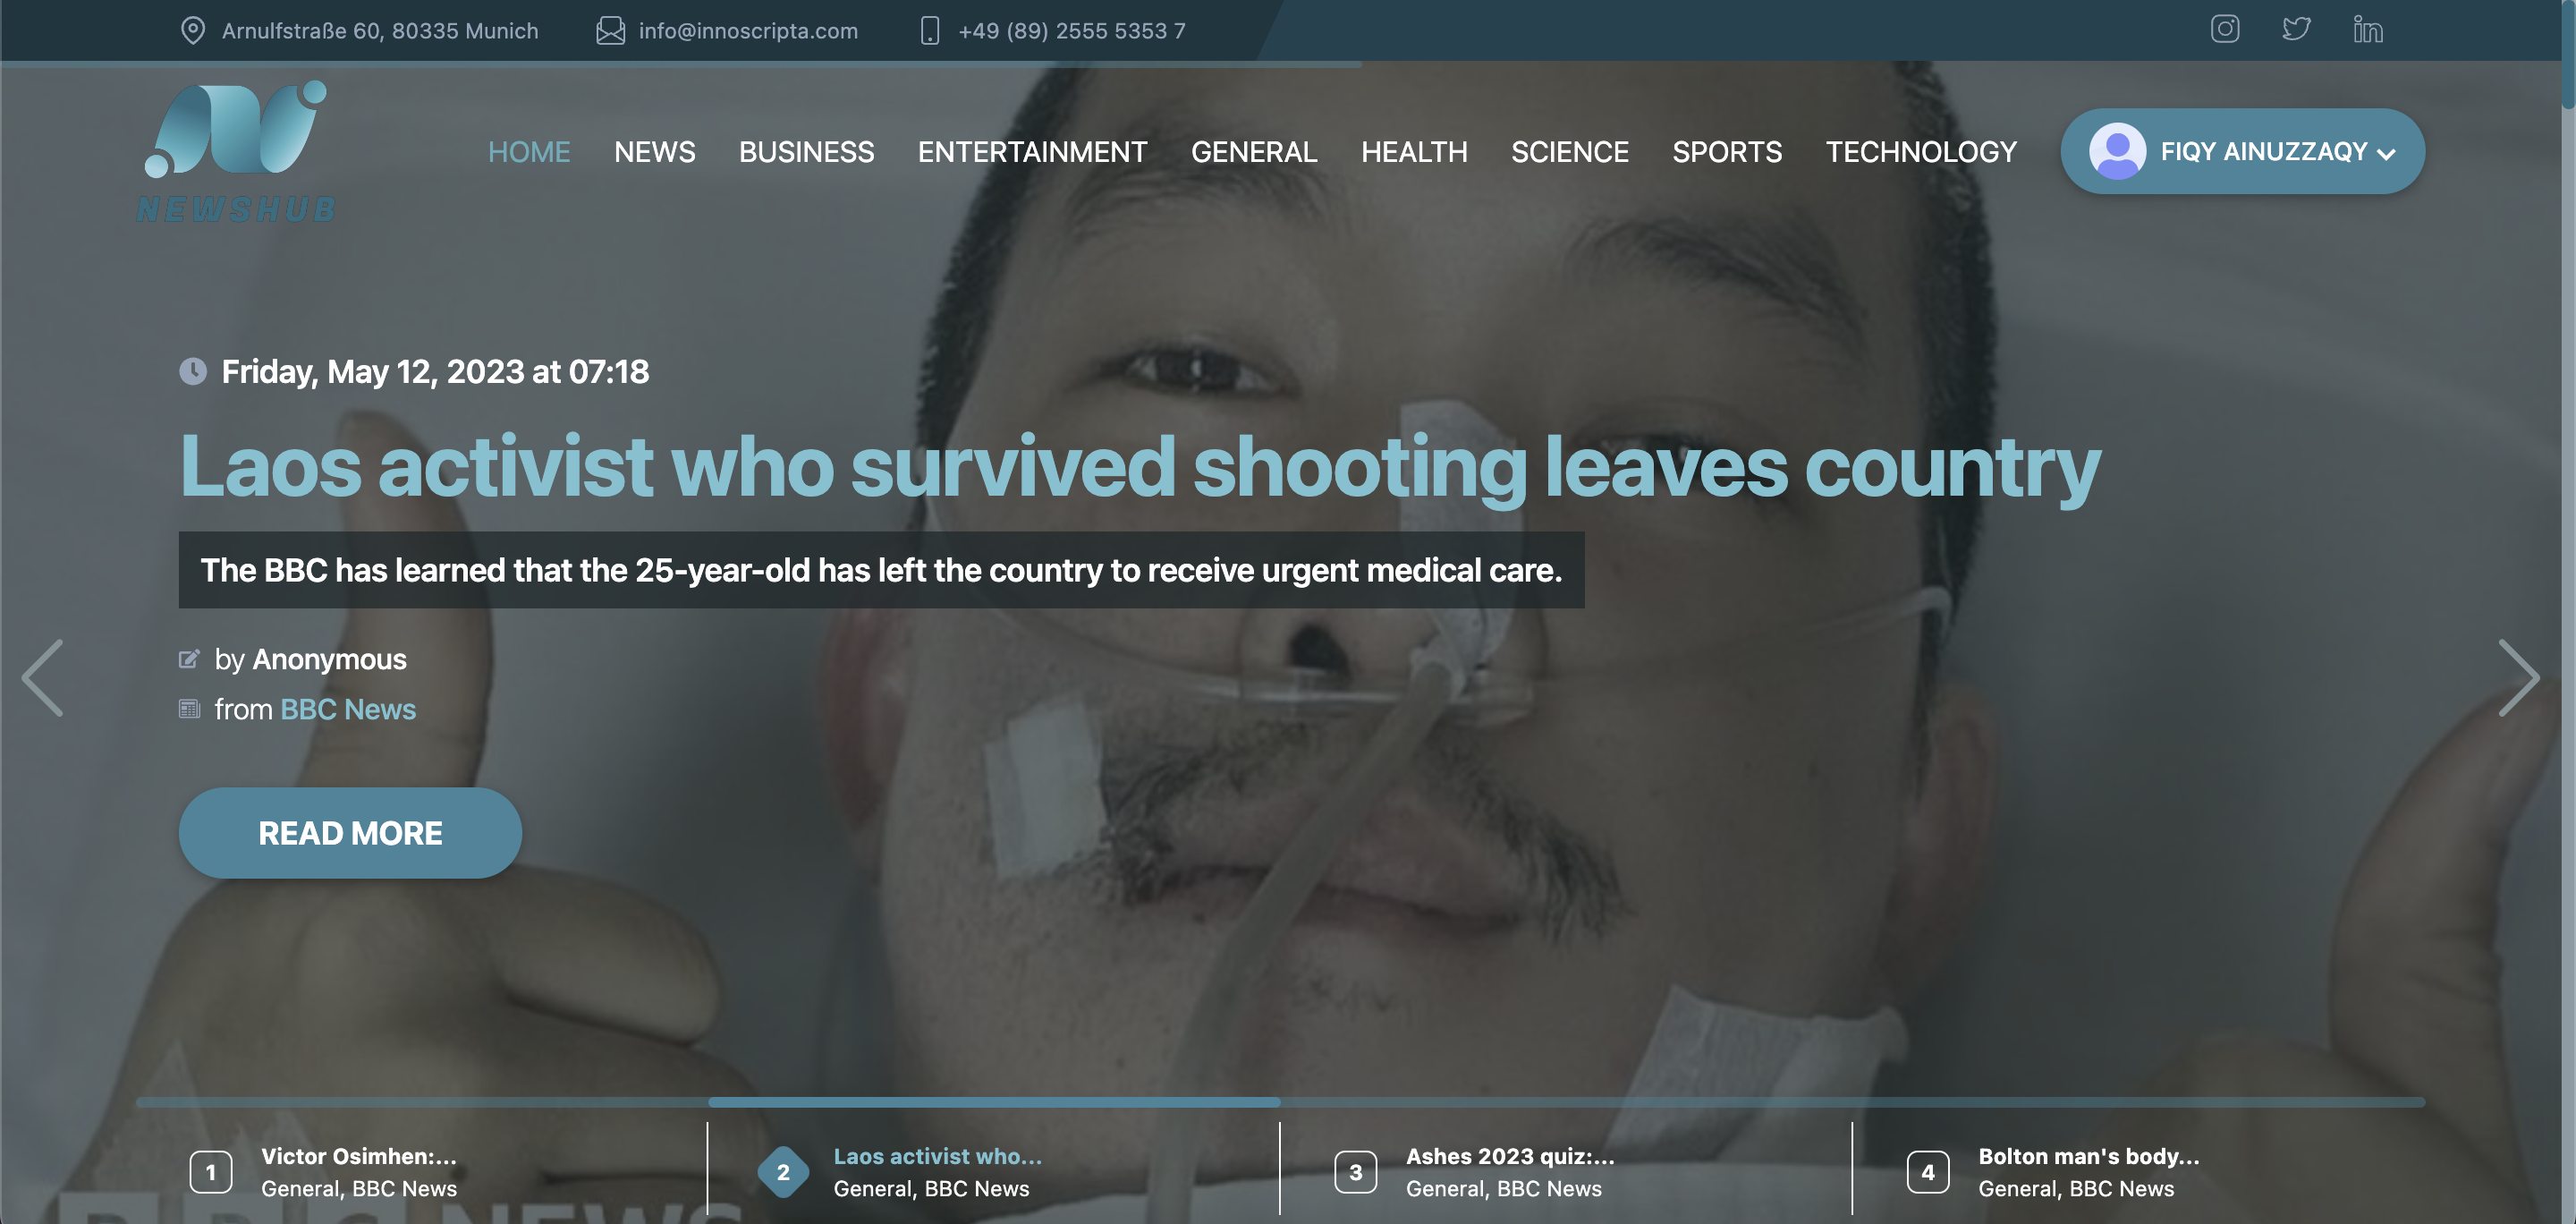 Arnulfstraße 60, 80335 Munich
info@innoscripta.com
+49 (89) 2555 5353 7
NEWSHUB
HOME
NEWS
BUSINESS
ENTERTAINMENT
GENERAL
HEALTH
SCIENCE
SPORTS
TECHNOLOGY
FIQY AINUZZAQY
Friday, May 12, 2023 at 07:18
Laos activist who survived shooting leaves country
The BBC has learned that the 25-year-old has left the country to receive urgent medical care.
by Anonymous
from BBC News
READ MORE
1
Victor Osimhen:...
General, BBC News
2
Laos activist who...
General, BBC News
3
Ashes 2023 quiz:...
General, BBC News
4
Bolton man's body...
General, BBC News
BBC NEWS